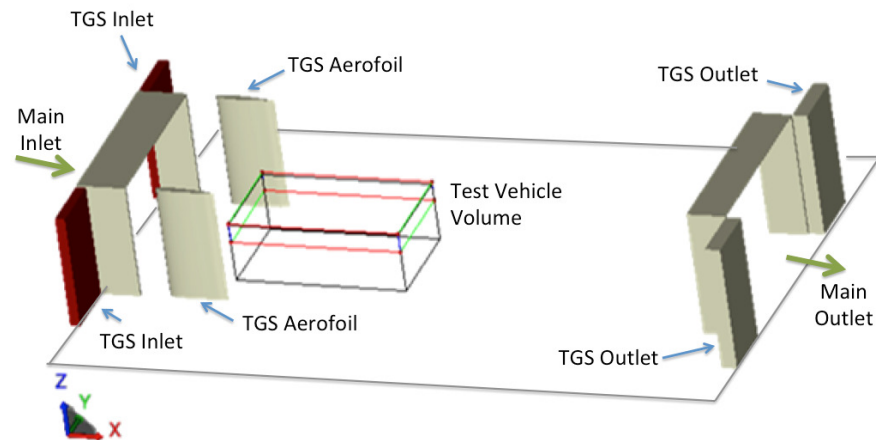 TGS Inlet
TGS Aerofoil
TGS Outlet
Main
Inlet
Test Vehicle
Volume
Main
Outlet
TGS Aerofoil
TGS Inlet
TGS Outlet
Z
Y
X